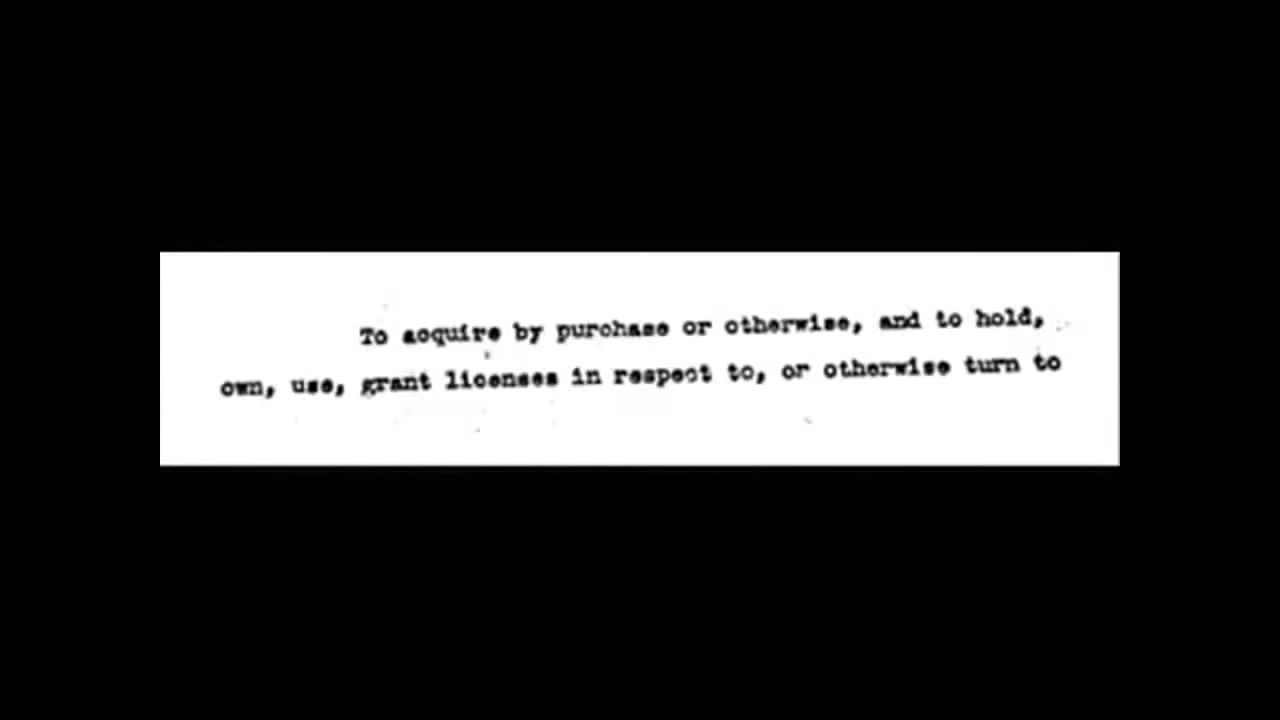 To acquire by purchase or otherwise, and to hold,
own, use, grant licenses in respect to, or otherwise turn to